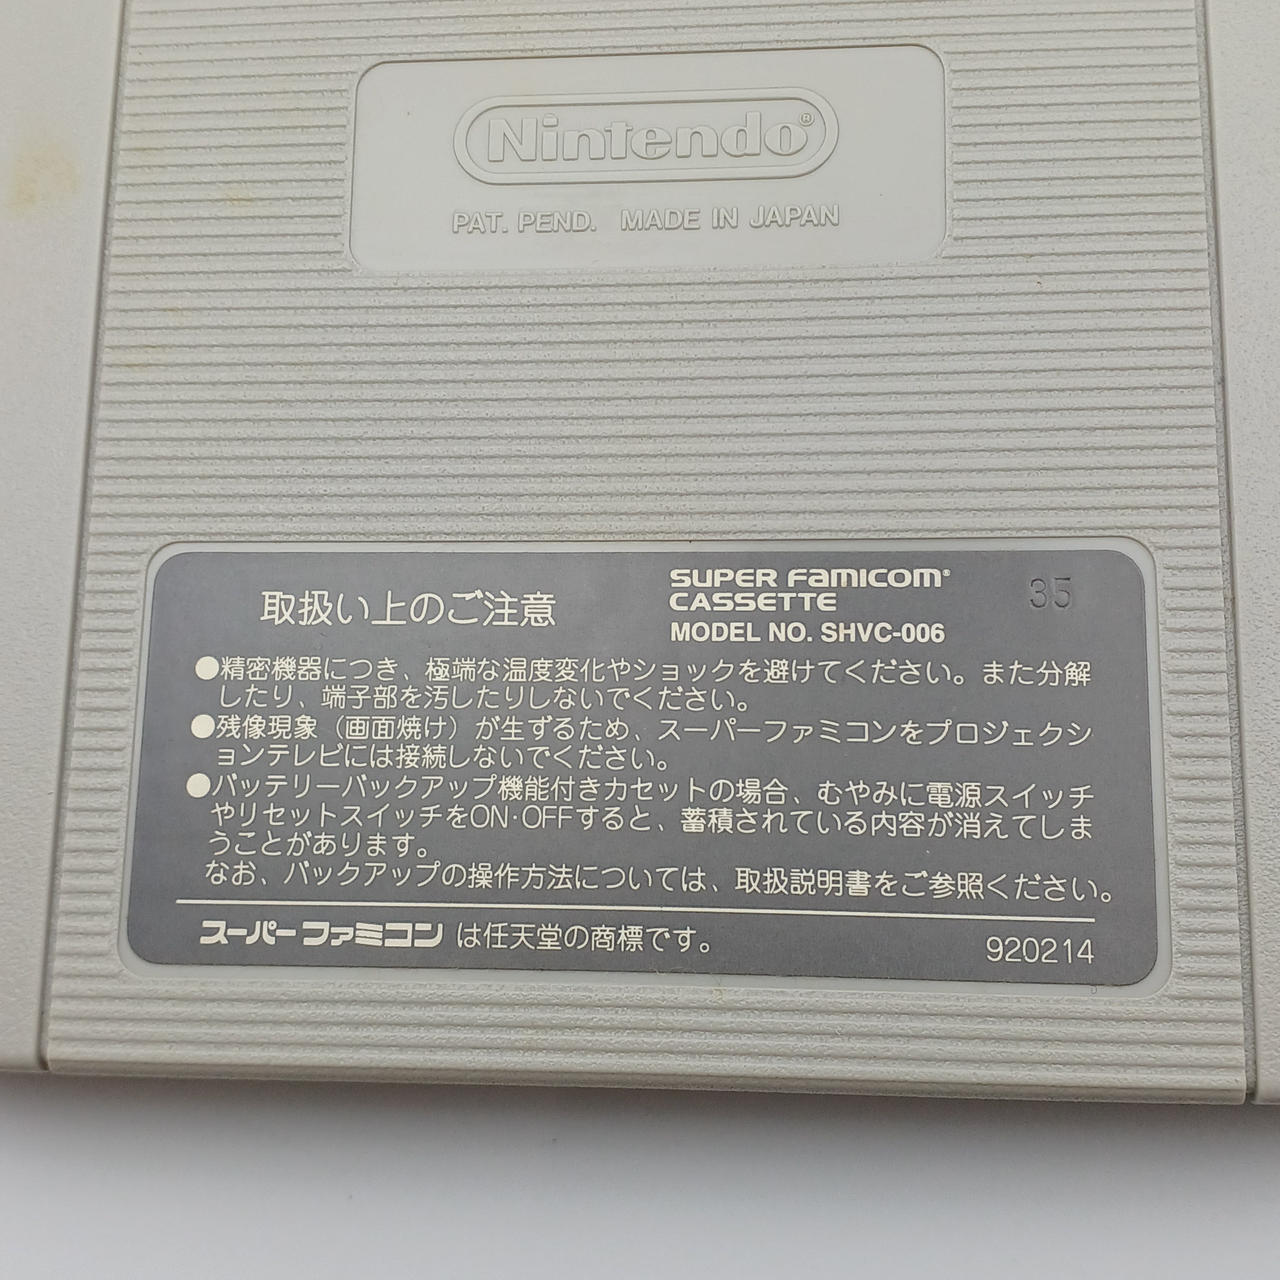 Nintendo®
PAT. PEND. MADE IN JAPAN
取扱い上のご注意
SUPER FAMICOM®
CASSETTE
MODEL NO. SHVC-006
35
●精密機器につき、極端な温度変化やショックを避けてください。また分解
したり、端子部を汚したりしないでください。
●残像現象（画面焼け）が生ずるため、スーパーファミコンをプロジェクシ
ョンテレビには接続しないでください。
●バッテリーバックアップ機能付きカセットの場合、むやみに電源スイッチ
やリセットスイッチをON·OFFすると、蓄積されている内容が消えてしま
うことがあります。
なお、バックアップの操作方法については、取扱説明書をご参照ください。
スーパーファミコン は任天堂の商標です。
920214